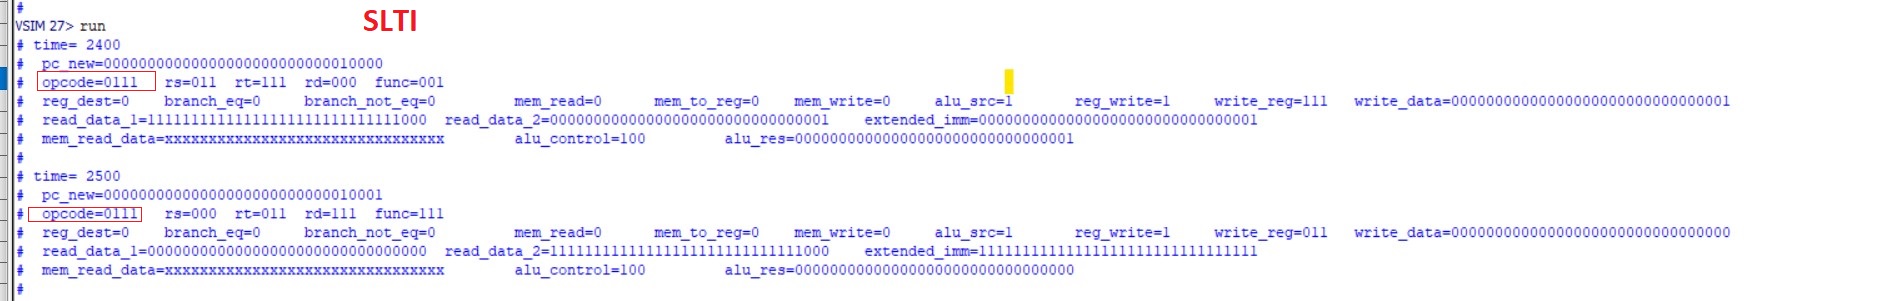 #
VSIM 27> run
SLTI
# time= 2400
# pc_new=00000000000000000000000000010000
# opcode=0111 rs=011 rt=111 rd=000 func=001
# reg_dest=0 branch_eq=0 branch_not_eq=0 mem_read=0 mem_to_reg=0 mem_write=0 alu_src=1 reg_write=1 write_reg=111 write_data=00000000000000000000000000000001
# read_data_1=11111111111111111111111111111000 read_data_2=00000000000000000000000000000001 extended_imm=00000000000000000000000000000001
# mem_read_data=xxxxxxxxxxxxxxxxxxxxxxxxxxxxxxxx alu_control=100 alu_res=00000000000000000000000000000001
#
# time= 2500
# pc_new=00000000000000000000000000010001
# opcode=0111 rs=000 rt=011 rd=111 func=111
# reg_dest=0 branch_eq=0 branch_not_eq=0 mem_read=0 mem_to_reg=0 mem_write=0 alu_src=1 reg_write=1 write_reg=011 write_data=00000000000000000000000000000000
# read_data_1=00000000000000000000000000000000 read_data_2=11111111111111111111111111111000 extended_imm=11111111111111111111111111111111
# mem_read_data=xxxxxxxxxxxxxxxxxxxxxxxxxxxxxxxx alu_control=100 alu_res=00000000000000000000000000000000
#